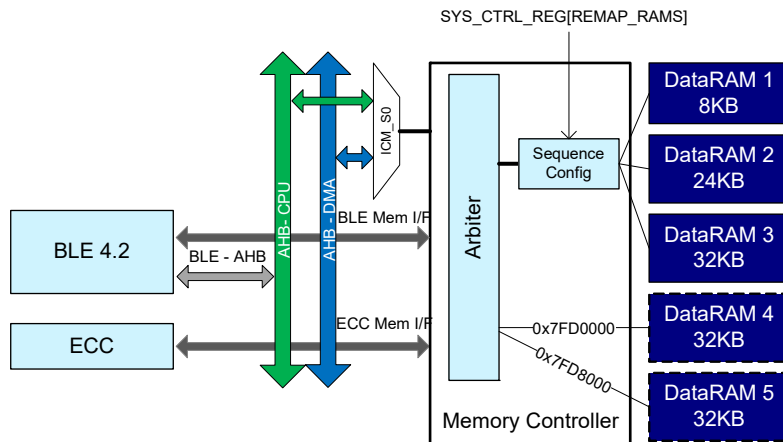 SYS_CTRL_REG[REMAP_RAMS]
DataRAM 1
8KB
ICM_S0
Sequence
Config
DataRAM 2
24KB
BLE 4.2
BLE - AHB
AHB- CPU
AHB - DMA
BLE Mem I/F
Arbiter
DataRAM 3
32KB
ECC
ECC Mem I/F
0x7FD0000
DataRAM 4
32KB
0x7FD8000
DataRAM 5
32KB
Memory Controller